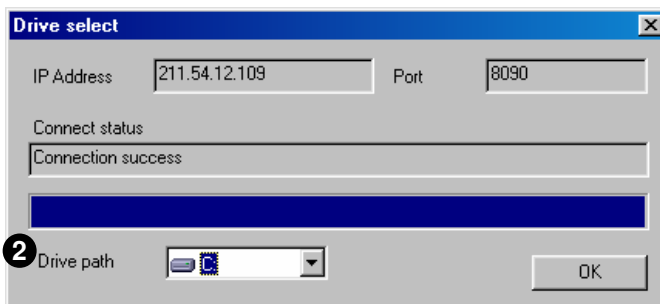 Drive select
IP Address 211.54.12.109 Port 8090
Connect status
Connection success
2 Drive path C
OK